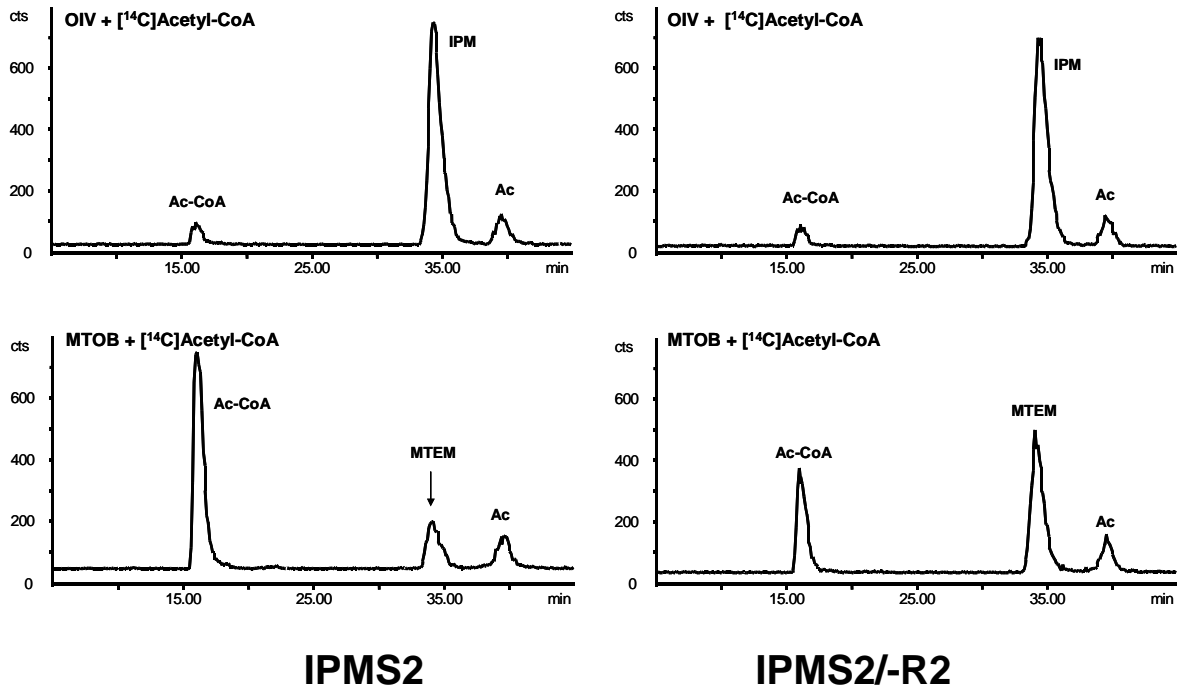 cts
OIV + [¹⁴C]Acetyl-CoA
600
400
200
0
Ac-CoA
IPM
Ac
15.00 25.00 35.00 min
OIV + [¹⁴C]Acetyl-CoA
600
400
200
0
Ac-CoA
IPM
Ac
15.00 25.00 35.00 min
cts
MTOB + [¹⁴C]Acetyl-CoA
600
400
200
0
Ac-CoA
MTEM
Ac
15.00 25.00 35.00 min
cts
MTOB + [¹⁴C]Acetyl-CoA
600
400
200
0
Ac-CoA
MTEM
Ac
15.00 25.00 35.00 min
IPMS2
IPMS2/-R2